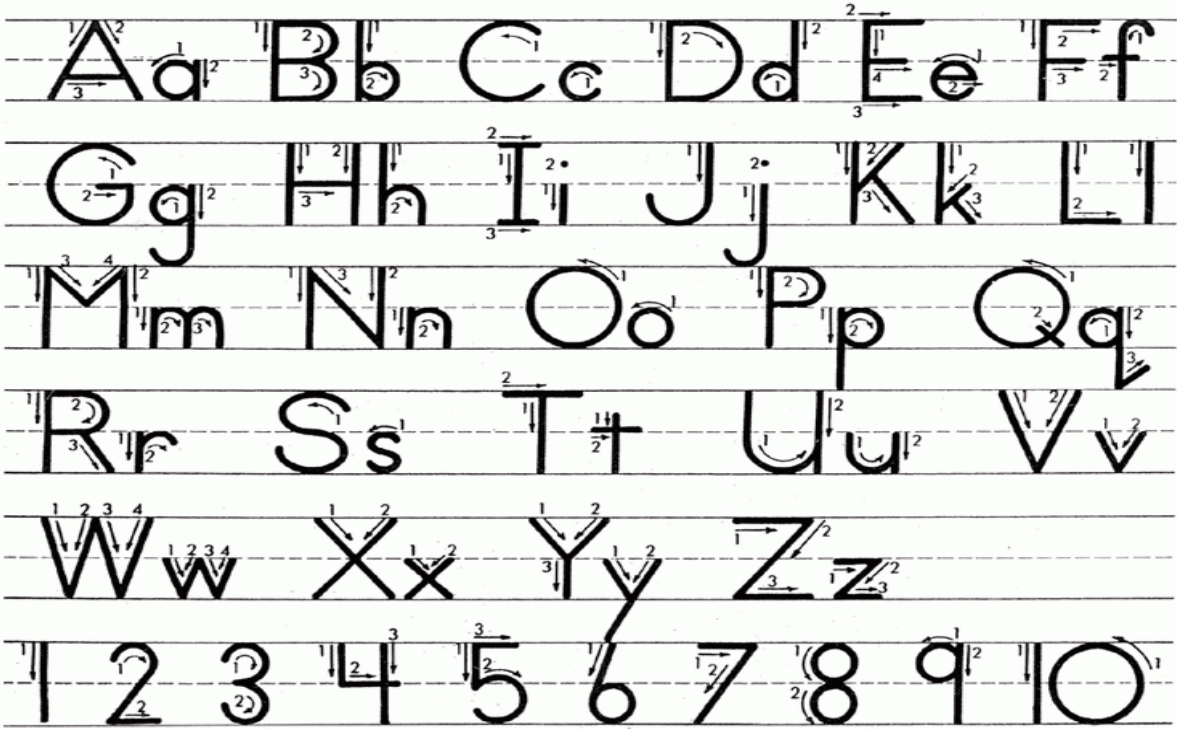 Aa Bb Cc Dd Ee Ff
Gg Hh Ii Jj Kk Ll
Mm Nn Oo Pp Qq
Rr Ss Tt Uu Vv
Ww Xx Yy Zz
1 2 3 4 5 6 7 8 9 10